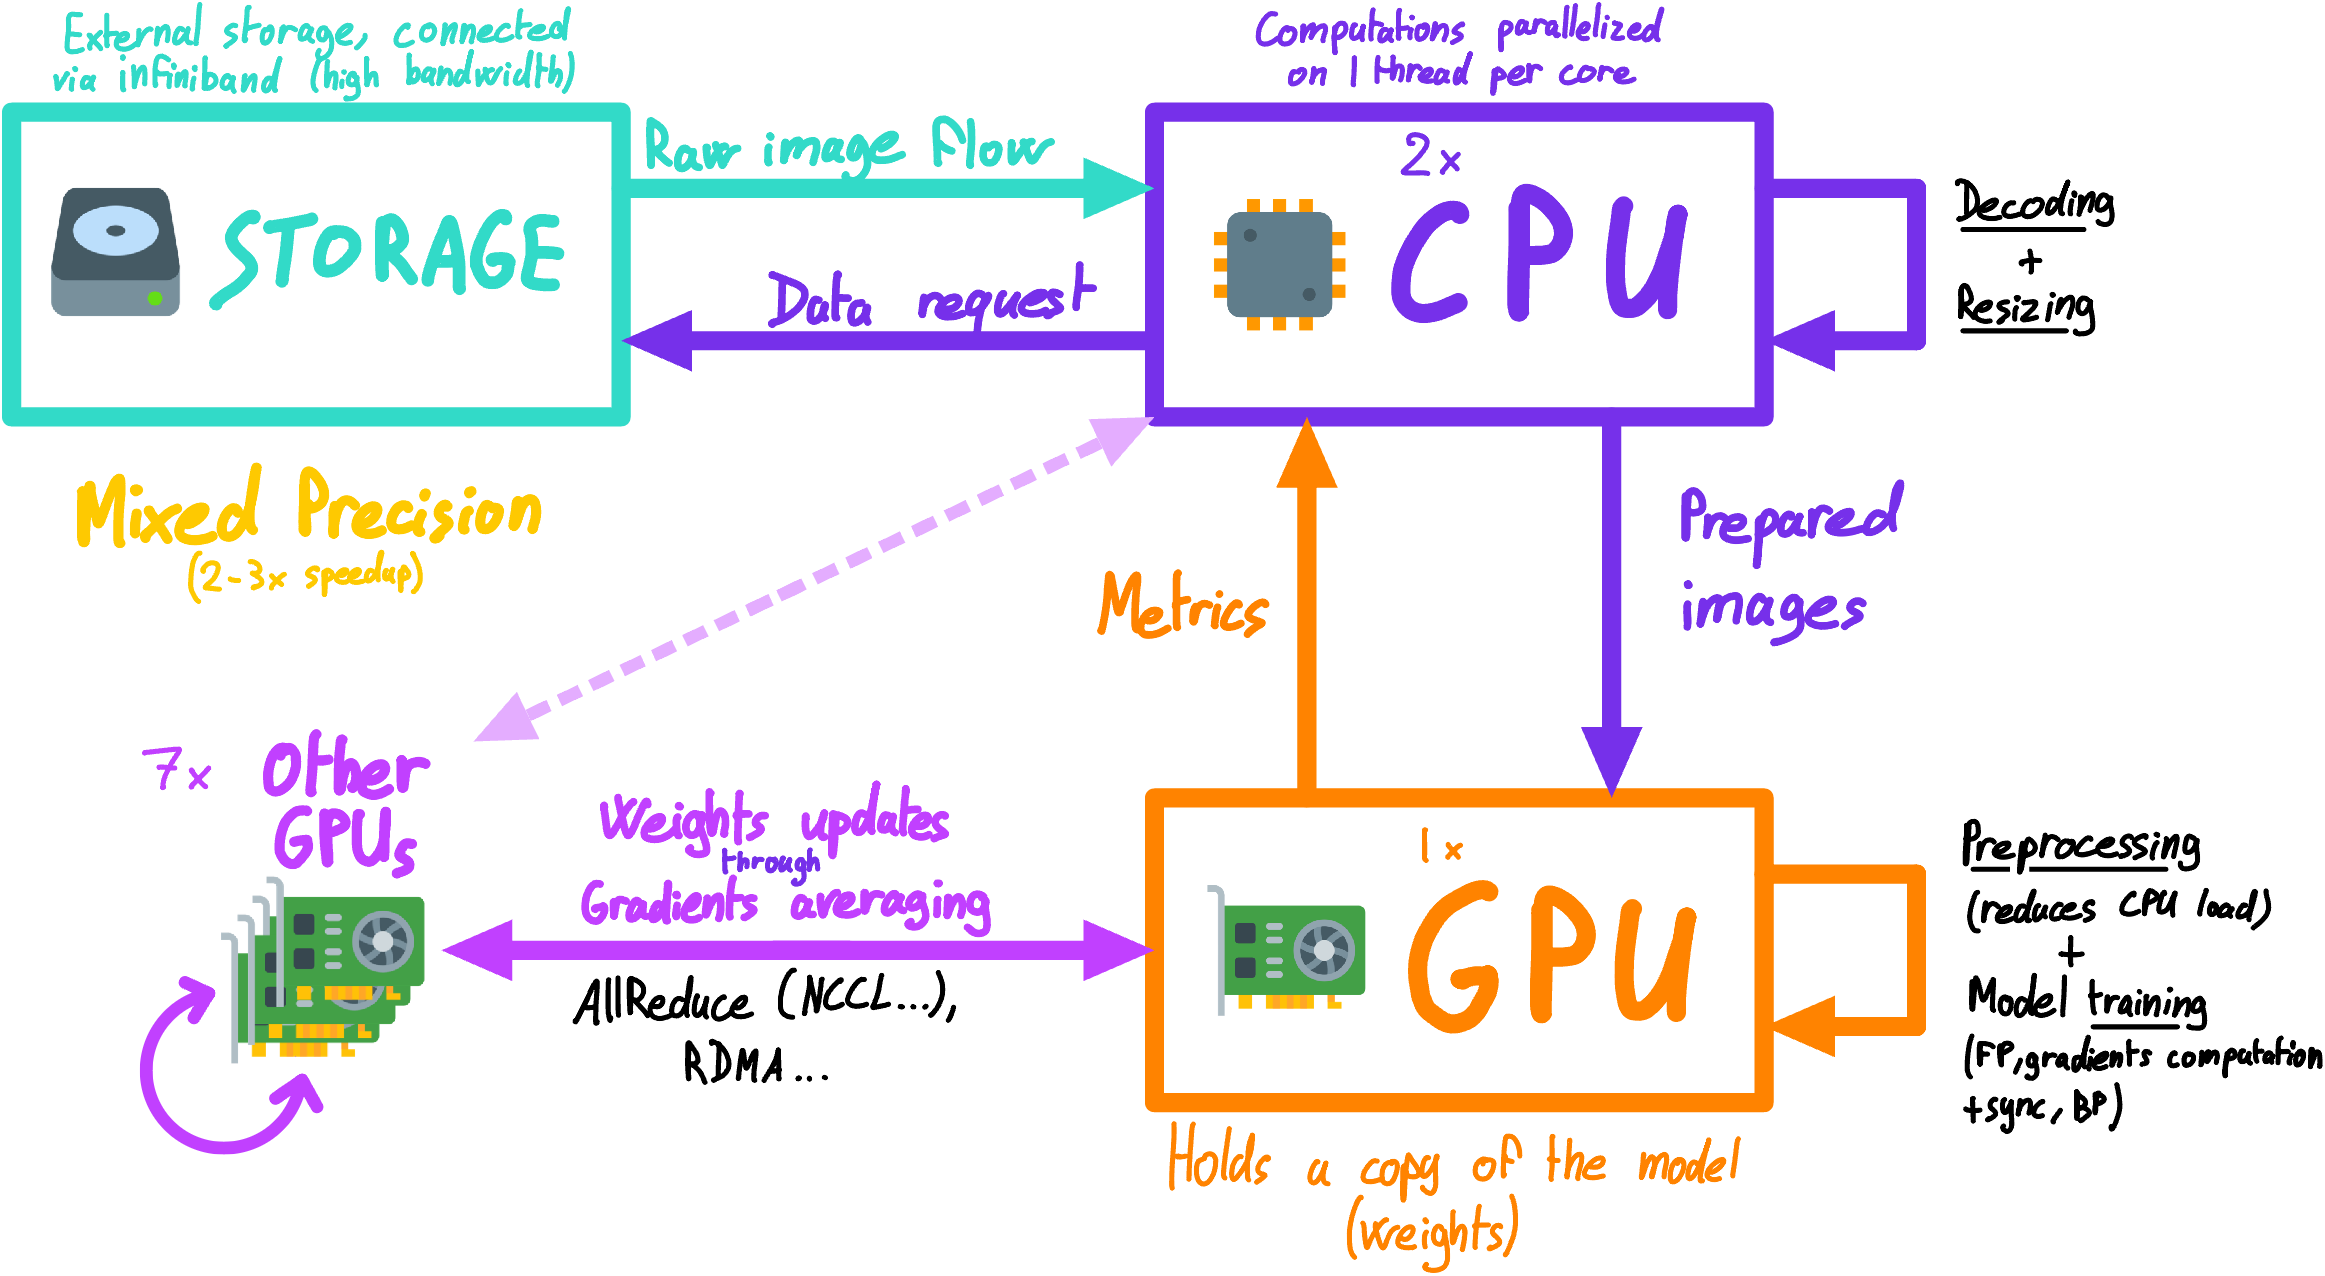 External storage, connected
via infiniband (high bandwidth)
STORAGE
Raw image flow
Data request
Computations parallelized
on 1 thread per core
2x
CPU
Decoding
+
Resizing
Mixed Precision
(2-3x speedup)
Metrics
Prepared
images
7x Other
GPUs
Weights updates
through
Gradients averaging
AllReduce (NCCL...),
RDMA...
1x
GPU
Holds a copy of the model
(weights)
Preprocessing
(reduces CPU load)
+
Model training
(FP, gradients computation
+sync, BP)